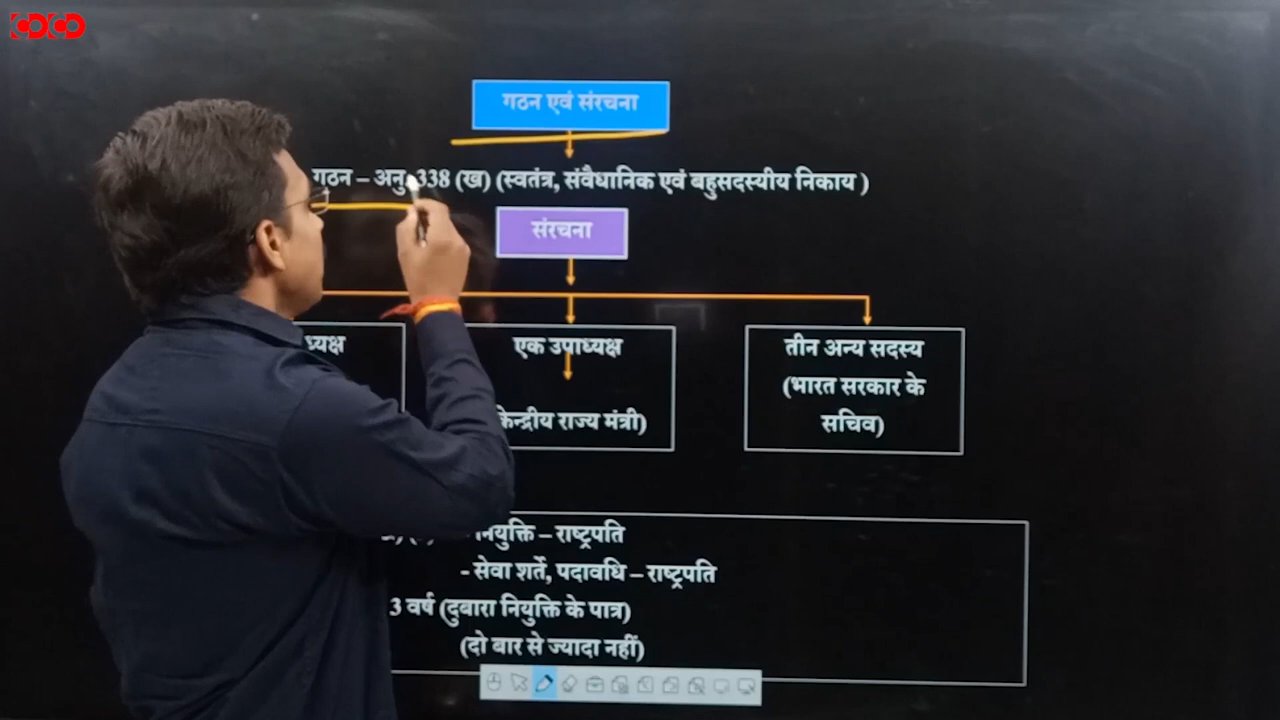 गठन एवं संरचना
गठन – अनु. 338 (ख) (स्वतंत्र, संवैधानिक एवं बहुसदस्यीय निकाय )
संरचना
एक उपाध्यक्ष
केन्द्रीय राज्य मंत्री)
तीन अन्य सदस्य
(भारत सरकार के
सचिव)
नियुक्ति – राष्ट्रपति
- सेवा शर्ते, पदावधि – राष्ट्रपति
3 वर्ष (दुबारा नियुक्ति के पात्र)
(दो बार से ज्यादा नहीं)